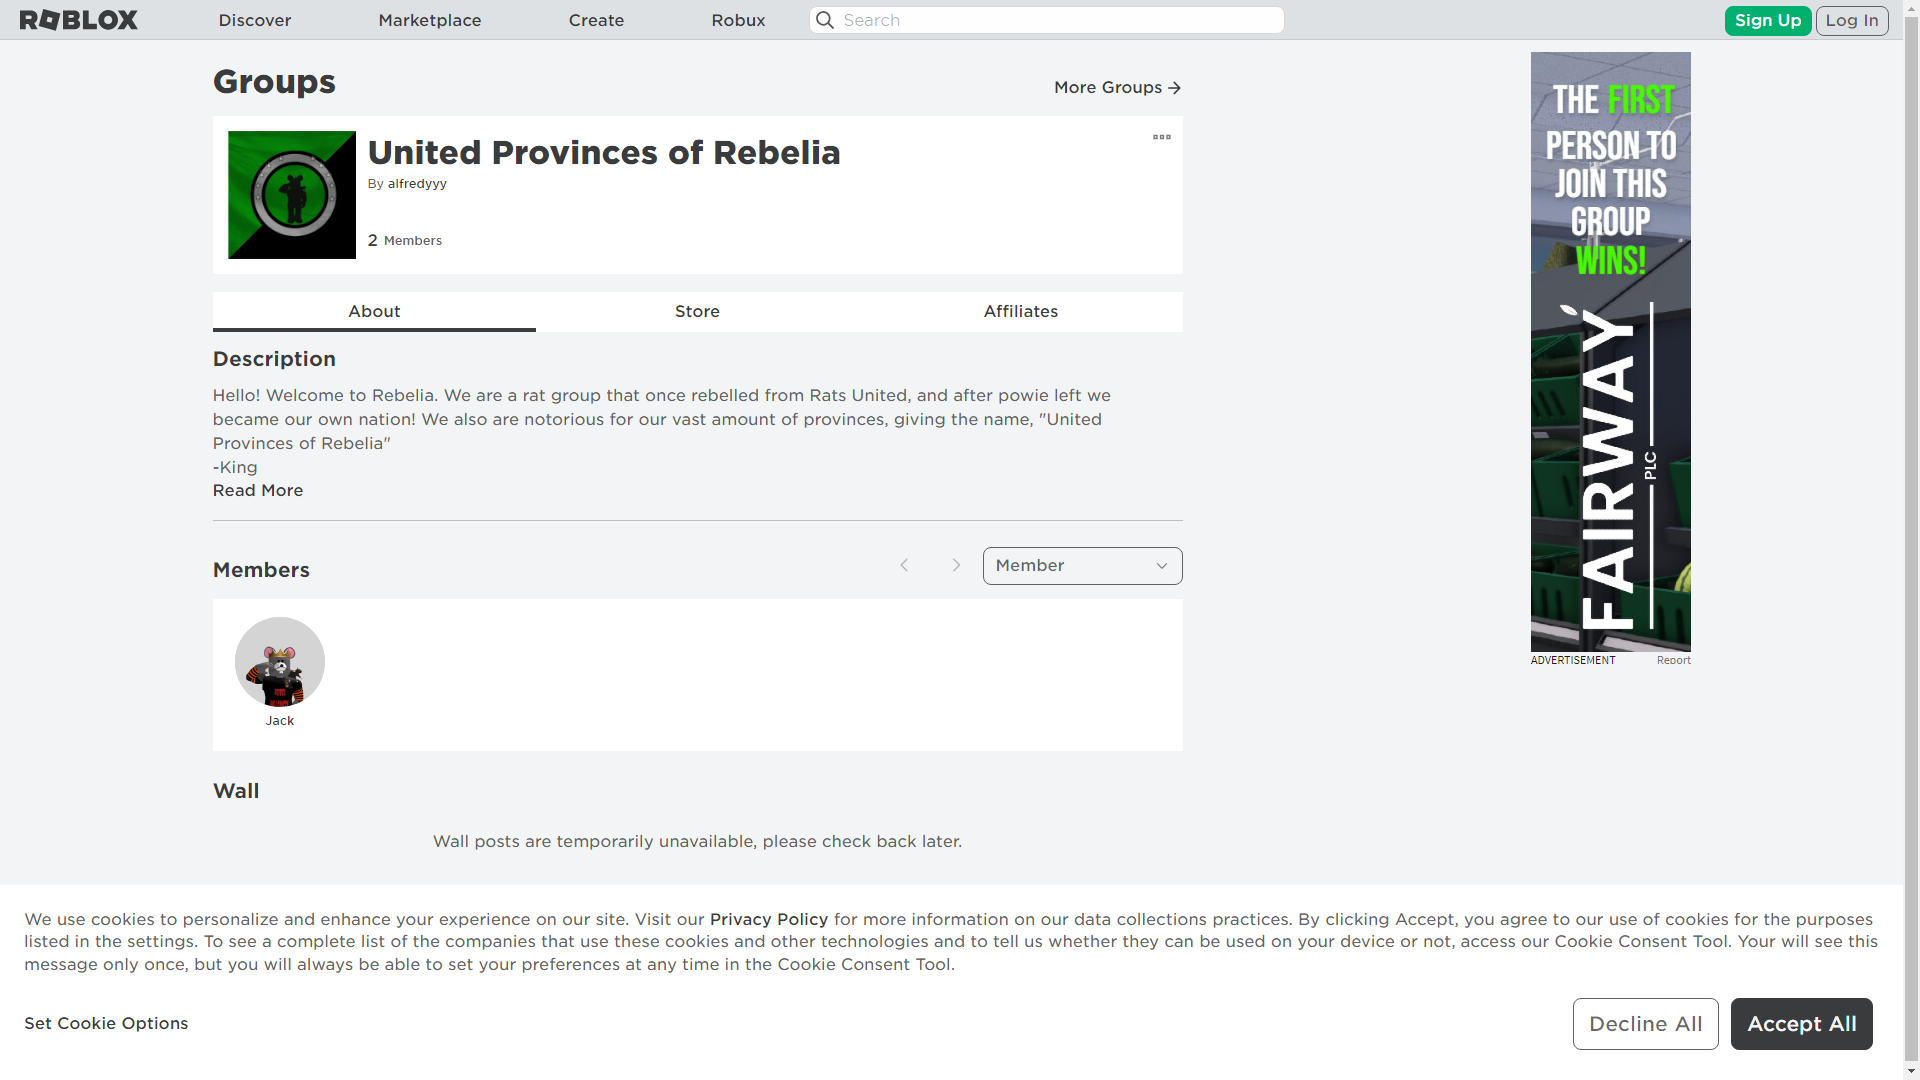 ROBLOX
Discover
Marketplace
Create
Robux
Search
Sign Up
Log In
Groups
More Groups
United Provinces of Rebelia
By alfredyyy
2 Members
About
Store
Affiliates
Description
Hello! Welcome to Rebelia. We are a rat group that once rebelled from Rats United, and after powie left we
became our own nation! We also are notorious for our vast amount of provinces, giving the name, "United
Provinces of Rebelia"
-King
Read More
Members
Member
Jack
Wall
Wall posts are temporarily unavailable, please check back later.
THE FIRST
PERSON TO
JOIN THIS
GROUP
WINS!
FAIRWAY
PLC
ADVERTISEMENT
Report
We use cookies to personalize and enhance your experience on our site. Visit our Privacy Policy for more information on our data collections practices. By clicking Accept, you agree to our use of cookies for the purposes
listed in the settings. To see a complete list of the companies that use these cookies and other technologies and to tell us whether they can be used on your device or not, access our Cookie Consent Tool. Your will see this
message only once, but you will always be able to set your preferences at any time in the Cookie Consent Tool.
Set Cookie Options
Decline All
Accept All